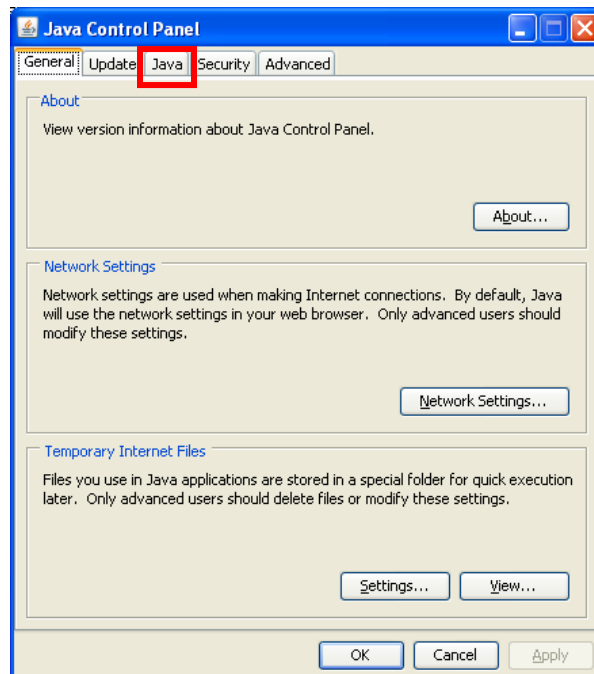 Java Control Panel
General Update Java Security Advanced
About
View version information about Java Control Panel.
About...
Network Settings
Network settings are used when making Internet connections. By default, Java
will use the network settings in your web browser. Only advanced users should
modify these settings.
Network Settings...
Temporary Internet Files
Files you use in Java applications are stored in a special folder for quick execution
later. Only advanced users should delete files or modify these settings.
Settings... View...
OK Cancel Apply